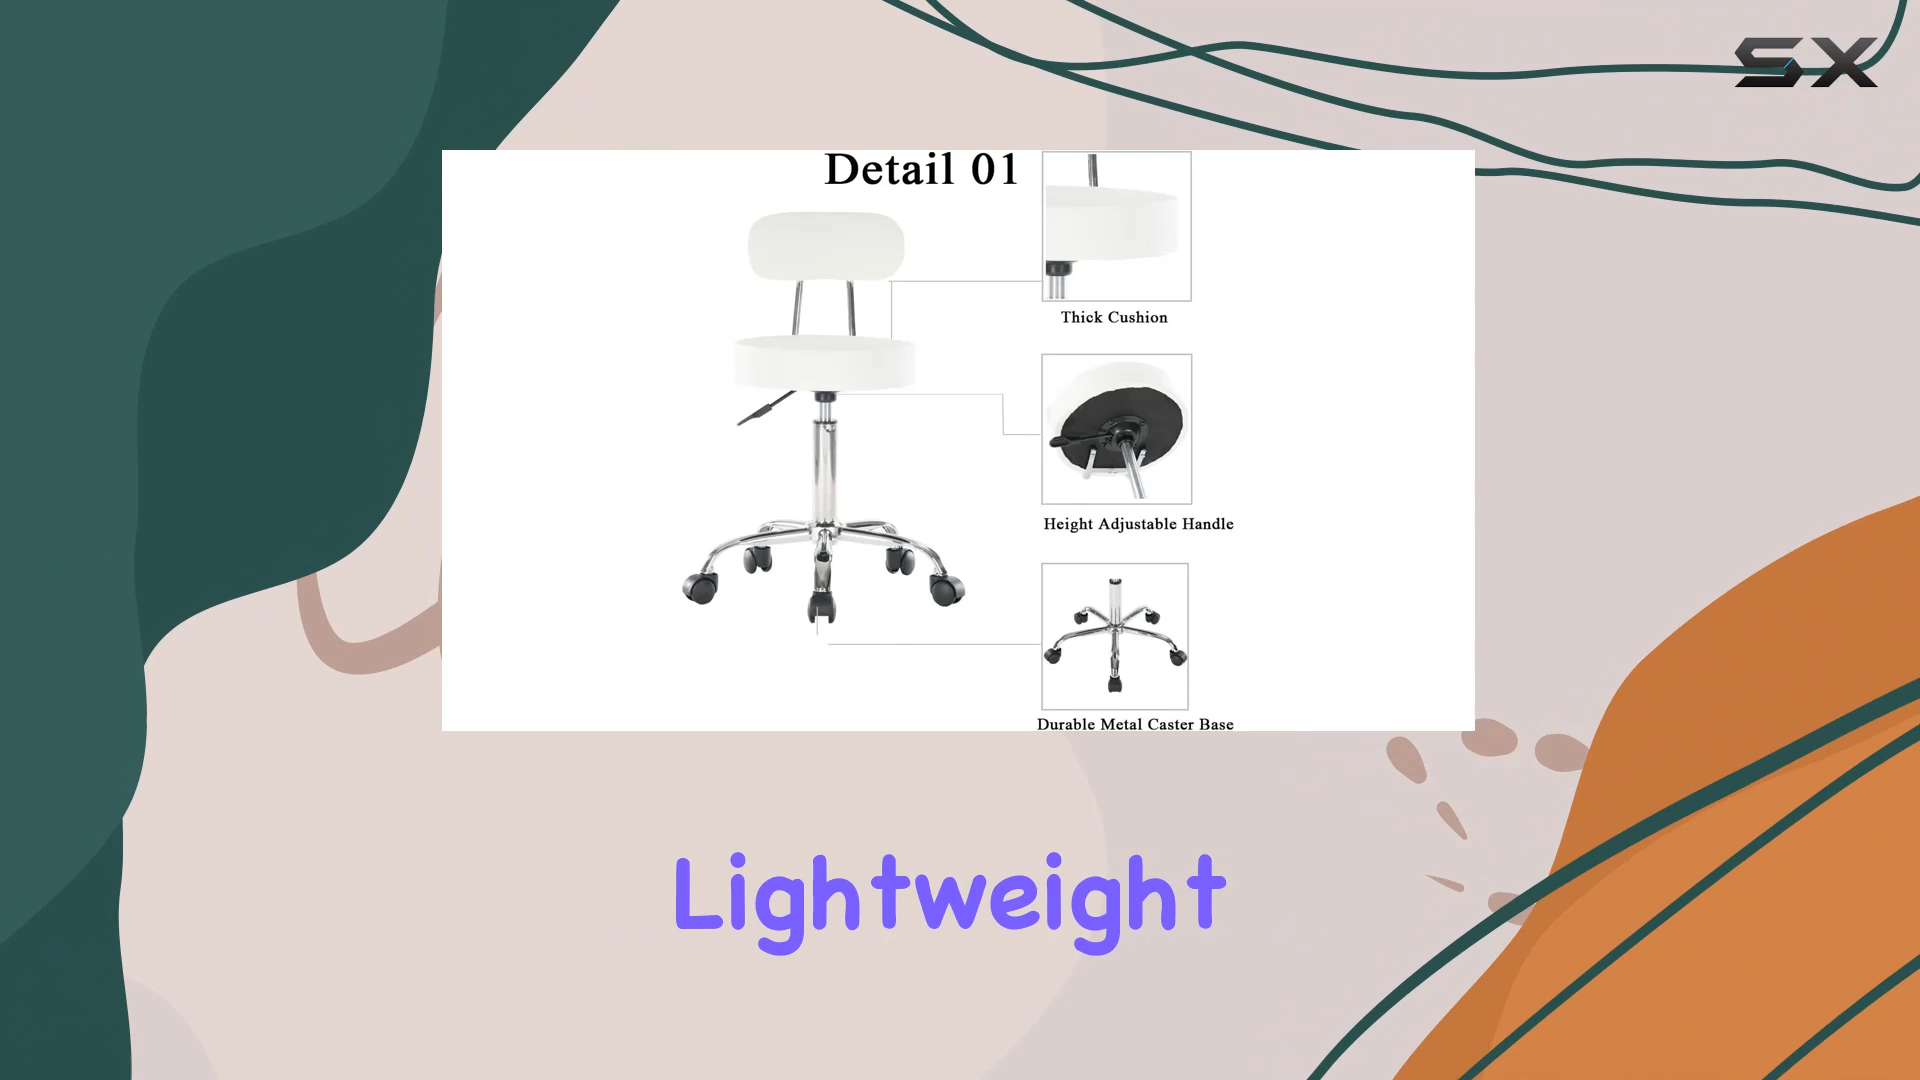 SX
Detail 01
Thick Cushion
Height Adjustable Handle
Durable Metal Caster Base
Lightweight